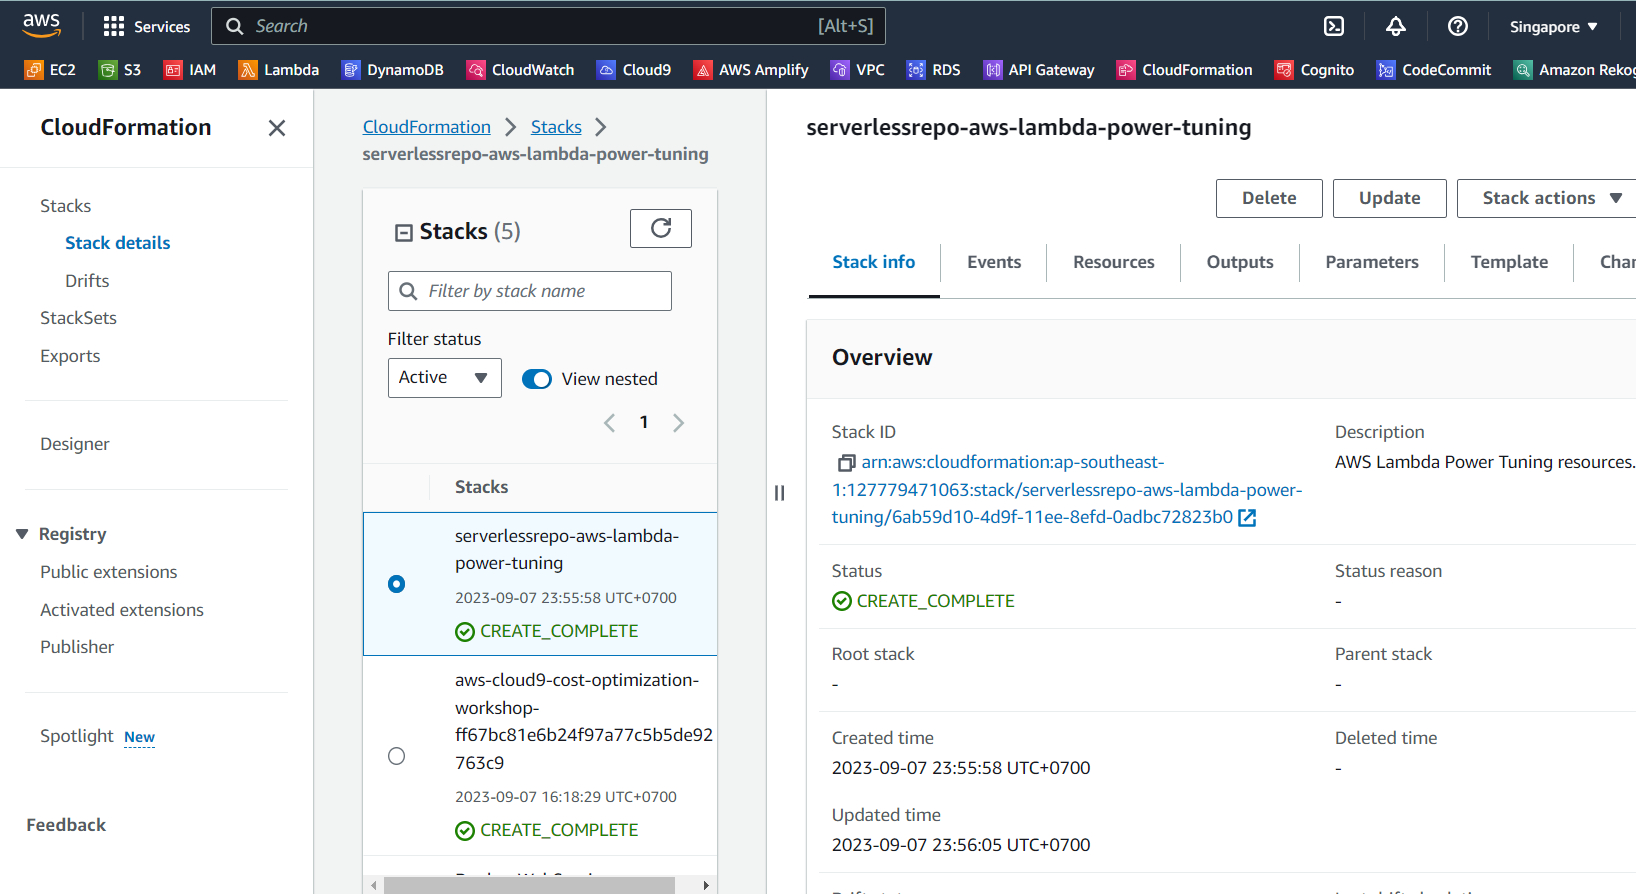 aws
Services
Search
[Alt+S]
Singapore
EC2
S3
IAM
Lambda
DynamoDB
CloudWatch
Cloud9
AWS Amplify
VPC
RDS
API Gateway
CloudFormation
Cognito
CodeCommit
Amazon
CloudFormation
Stacks
Stack details
Drifts
StackSets
Exports
Designer
Registry
Public extensions
Activated extensions
Publisher
Spotlight New
Feedback
CloudFormation
Stacks
serverlessrepo-aws-lambda-power-tuning
Stacks (5)
Filter by stack name
Filter status
Active
View nested
1
Stacks
serverlessrepo-aws-lambda-
power-tuning
2023-09-07 23:55:58 UTC+0700
CREATE_COMPLETE
aws-cloud9-cost-optimization-
workshop-
ff67bc81e6b24f97a77c5b5de92
763c9
2023-09-07 16:18:29 UTC+0700
CREATE_COMPLETE
serverlessrepo-aws-lambda-power-tuning
Delete
Update
Stack actions
Stack info
Events
Resources
Outputs
Parameters
Template
Overview
Stack ID
arn:aws:cloudformation:ap-southeast-
1:127779471063:stack/serverlessrepo-aws-lambda-power-
tuning/6ab59d10-4d9f-11ee-8efd-0adbc72823b0
Description
AWS Lambda Power Tuning resources.
Status
CREATE_COMPLETE
Status reason
-
Root stack
-
Parent stack
-
Created time
2023-09-07 23:55:58 UTC+0700
Deleted time
-
Updated time
2023-09-07 23:56:05 UTC+0700